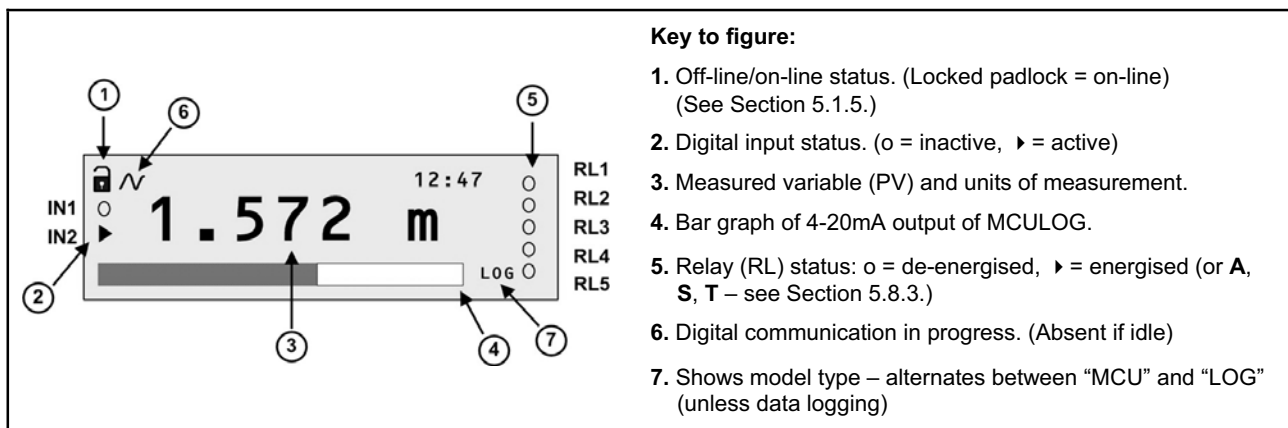 1
6
5
12:47
RL1
RL2
RL3
RL4
RL5
IN1
IN2
1.572 m
LOG
2
3
4
7
Key to figure:
1. Off-line/on-line status. (Locked padlock = on-line)
(See Section 5.1.5.)
2. Digital input status. (o = inactive, ▶ = active)
3. Measured variable (PV) and units of measurement.
4. Bar graph of 4-20mA output of MCULOG.
5. Relay (RL) status: o = de-energised, ▶ = energised (or A,
S, T – see Section 5.8.3.)
6. Digital communication in progress. (Absent if idle)
7. Shows model type – alternates between “MCU” and “LOG”
(unless data logging)